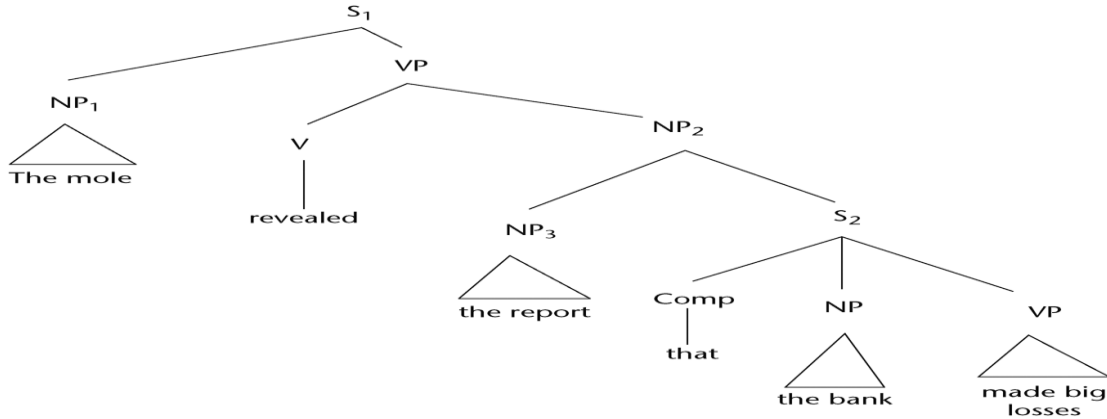 S₁
VP
NP₁
NP₂
V
The mole
revealed
S₂
NP₃
Comp
NP
VP
the report
that
the bank
made big
losses